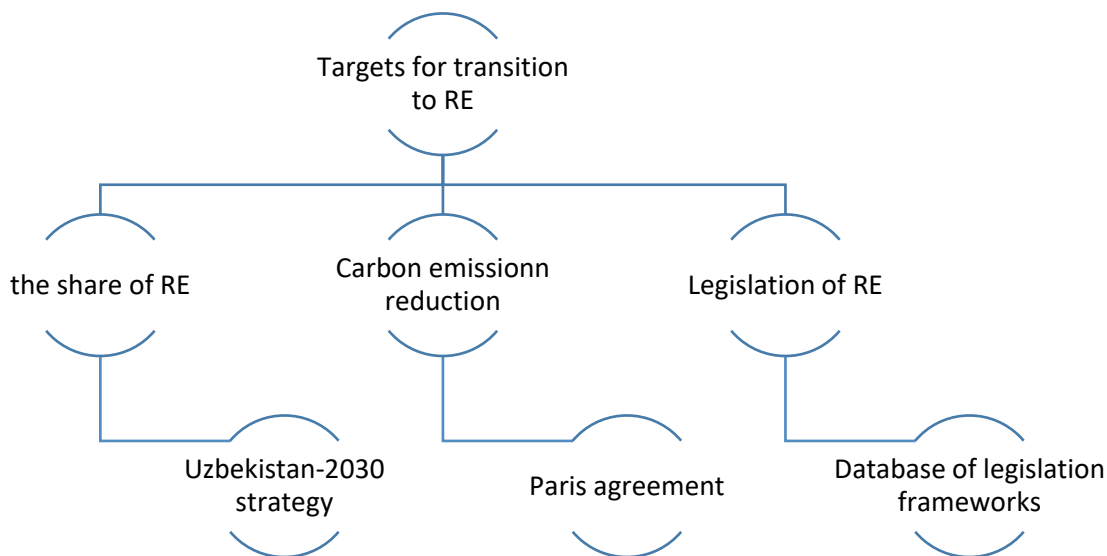 Targets for transition
to RE
the share of RE
Carbon emissionn
reduction
Legislation of RE
Uzbekistan-2030
strategy
Paris agreement
Database of legislation
frameworks